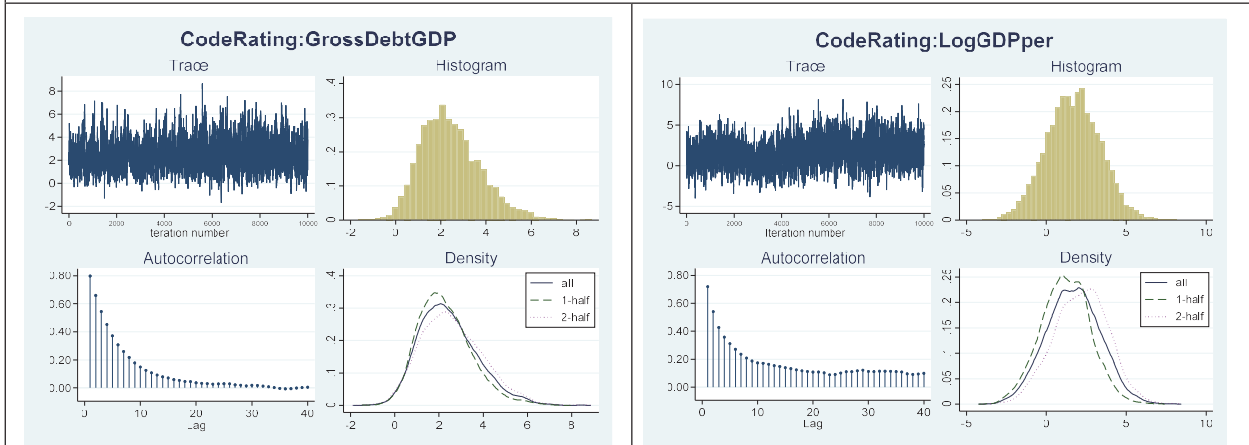 CodeRating:GrossDebtGDP
Trace
Histogram
8
6
4
2
0
-2
0 2000 4000 6000 8000 10000
Iteration number
.4
.3
.2
.1
0
-2 0 2 4 6 8
Autocorrelation
Density
0.80
0.60
0.40
0.20
0.00
0 10 20 30 40
Lag
.4
.3
.2
.1
0
-2 0 2 4 6 8
all
1-half
2-half
CodeRating:LogGDPper
Trace
Histogram
10
5
0
-5
0 2000 4000 6000 8000 10000
Iteration number
.25
.2
.15
.1
.05
0
-5 0 5 10
Autocorrelation
Density
0.80
0.60
0.40
0.20
0.00
0 10 20 30 40
Lag
.25
.2
.15
.1
.05
0
-5 0 5 10
all
1-half
2-half